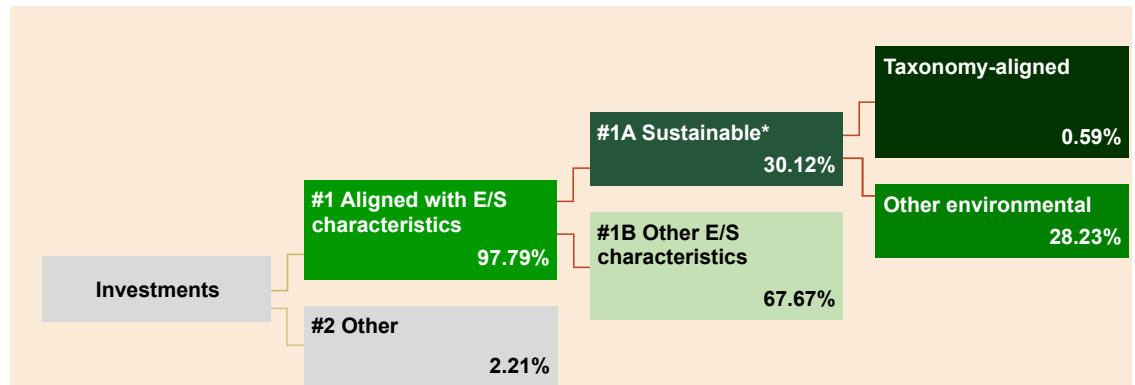 Taxonomy-aligned
0.59%
#1A Sustainable*
30.12%
Other environmental
28.23%
#1 Aligned with E/S
characteristics
97.79%
#1B Other E/S
characteristics
67.67%
Investments
#2 Other
2.21%